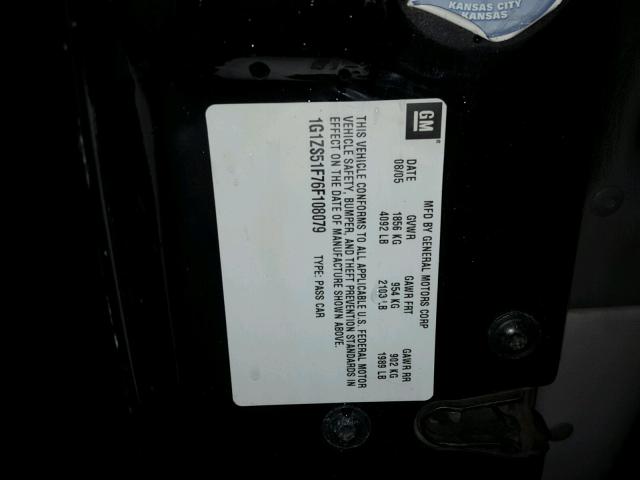 KANSAS CITY
KANSAS
GM
MFD BY GENERAL MOTORS CORP
DATE GVWR GAWR FRT GAWR RR
08/05 1856 KG 954 KG 902 KG
4092 LB 2103 LB 1989 LB
THIS VEHICLE CONFORMS TO ALL APPLICABLE U.S. FEDERAL MOTOR
VEHICLE SAFETY, BUMPER, AND THEFT PREVENTION STANDARDS IN
EFFECT ON THE DATE OF MANUFACTURE SHOWN ABOVE.
1G1ZS51F76F108079 TYPE: PASS CAR